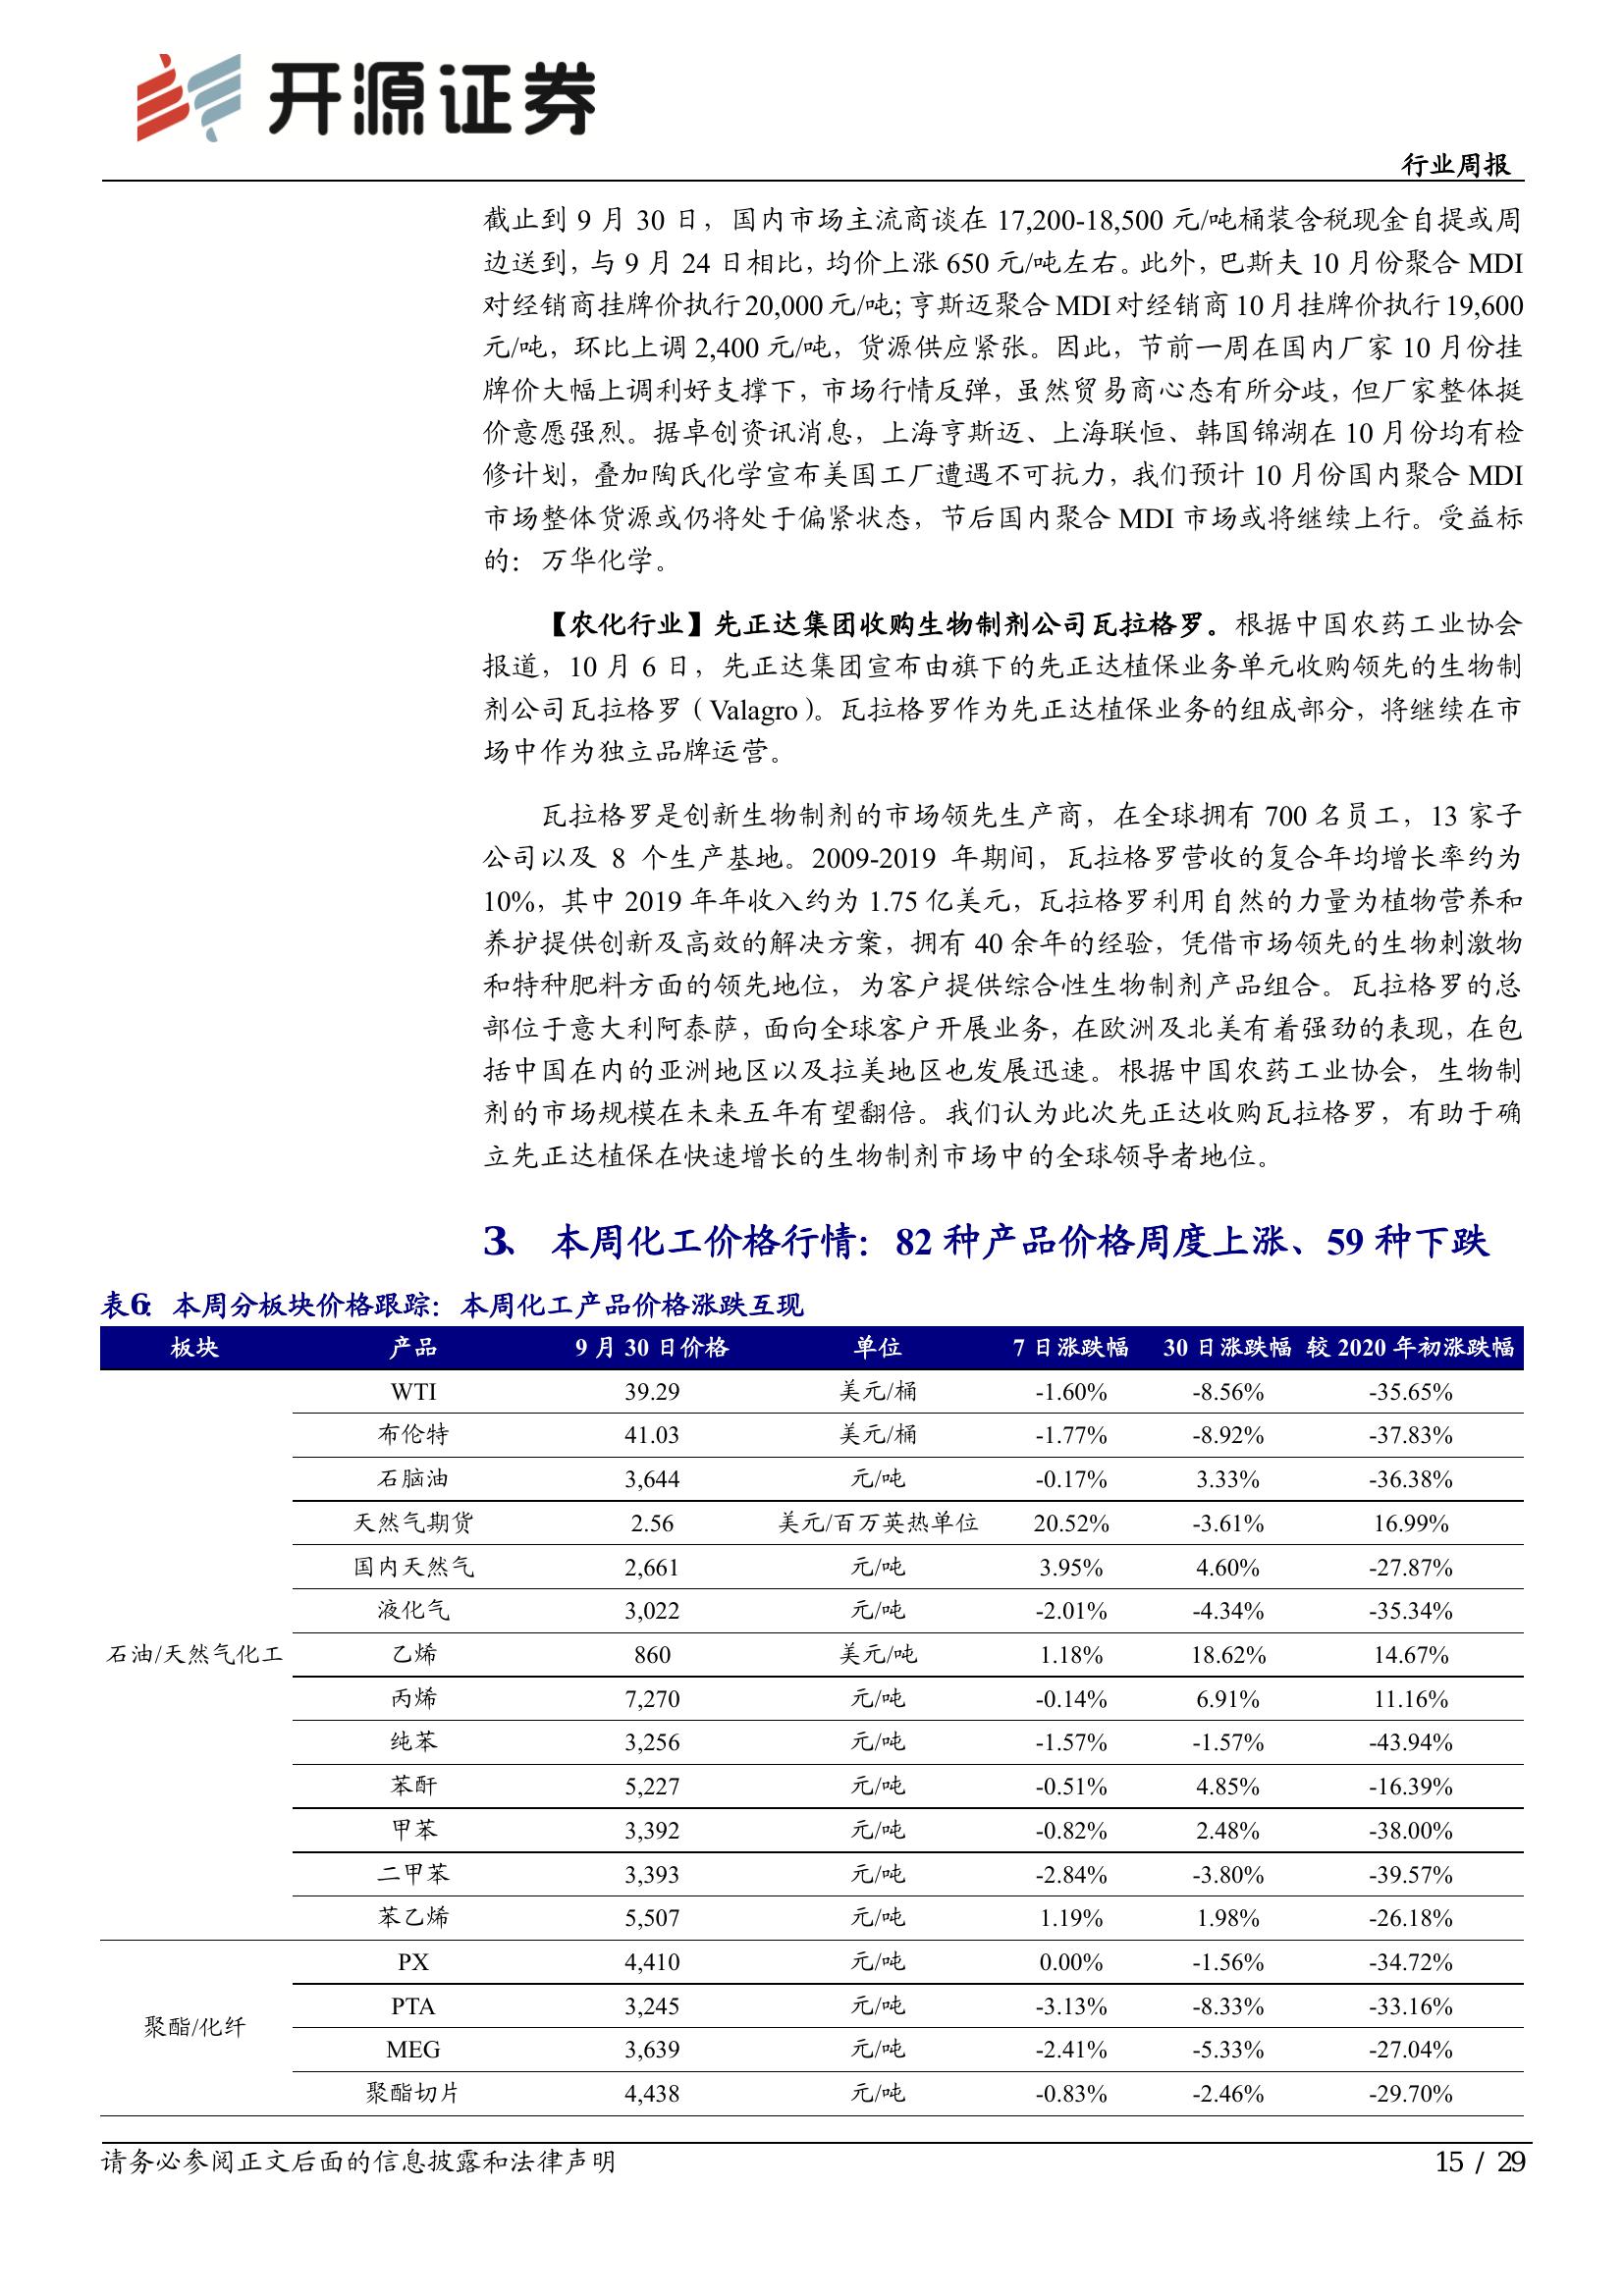 开源证券
行业周报
截止到 9 月 30 日，国内市场主流商谈在 17,200-18,500 元/吨桶装含税现金自提或周
边送到，与 9 月 24 日相比，均价上涨 650 元/吨左右。此外，巴斯夫 10 月份聚合 MDI
对经销商挂牌价执行 20,000 元/吨；亨斯迈聚合 MDI 对经销商 10 月挂牌价执行 19,600
元/吨，环比上调 2,400 元/吨，货源供应紧张。因此，节前一周在国内厂家 10 月份挂
牌价大幅上调利好支撑下，市场行情反弹，虽然贸易商心态有所分歧，但厂家整体挺
价意愿强烈。据卓创资讯消息，上海亨斯迈、上海联恒、韩国锦湖在 10 月份均有检
修计划，叠加陶氏化学宣布美国工厂遭遇不可抗力，我们预计 10 月份国内聚合 MDI
市场整体货源或仍将处于偏紧状态，节后国内聚合 MDI 市场或将继续上行。受益标
的：万华化学。
【农化行业】先正达集团收购生物制剂公司瓦拉格罗。根据中国农药工业协会
报道，10 月 6 日，先正达集团宣布由旗下的先正达植保业务单元收购领先的生物制
剂公司瓦拉格罗（Valagro）。瓦拉格罗作为先正达植保业务的组成部分，将继续在市
场中作为独立品牌运营。
瓦拉格罗是创新生物制剂的市场领先生产商，在全球拥有 700 名员工，13 家子
公司以及 8 个生产基地。2009-2019 年期间，瓦拉格罗营收的复合年均增长率约为
10%，其中 2019 年年收入约为 1.75 亿美元，瓦拉格罗利用自然的力量为植物营养和
养护提供创新及高效的解决方案，拥有 40 余年的经验，凭借市场领先的生物刺激物
和特种肥料方面的领先地位，为客户提供综合性生物制剂产品组合。瓦拉格罗的总
部位于意大利阿泰萨，面向全球客户开展业务，在欧洲及北美有着强劲的表现，在包
括中国在内的亚洲地区以及拉美地区也发展迅速。根据中国农药工业协会，生物制
剂的市场规模在未来五年有望翻倍。我们认为此次先正达收购瓦拉格罗，有助于确
立先正达植保在快速增长的生物制剂市场中的全球领导者地位。
3、 本周化工价格行情：82 种产品价格周度上涨、59 种下跌
表6：本周分板块价格跟踪：本周化工产品价格涨跌互现
板块 产品 9 月 30 日价格 单位 7 日涨跌幅 30 日涨跌幅 较 2020 年初涨跌幅
WTI 39.29 美元/桶 -1.60% -8.56% -35.65%
布伦特 41.03 美元/桶 -1.77% -8.92% -37.83%
石脑油 3,644 元/吨 -0.17% 3.33% -36.38%
天然气期货 2.56 美元/百万英热单位 20.52% -3.61% 16.99%
国内天然气 2,661 元/吨 3.95% 4.60% -27.87%
液化气 3,022 元/吨 -2.01% -4.34% -35.34%
石油/天然气化工 乙烯 860 美元/吨 1.18% 18.62% 14.67%
丙烯 7,270 元/吨 -0.14% 6.91% 11.16%
纯苯 3,256 元/吨 -1.57% -1.57% -43.94%
苯酐 5,227 元/吨 -0.51% 4.85% -16.39%
甲苯 3,392 元/吨 -0.82% 2.48% -38.00%
二甲苯 3,393 元/吨 -2.84% -3.80% -39.57%
苯乙烯 5,507 元/吨 1.19% 1.98% -26.18%
PX 4,410 元/吨 0.00% -1.56% -34.72%
PTA 3,245 元/吨 -3.13% -8.33% -33.16%
聚酯/化纤
MEG 3,639 元/吨 -2.41% -5.33% -27.04%
聚酯切片 4,438 元/吨 -0.83% -2.46% -29.70%
请务必参阅正文后面的信息披露和法律声明
15 / 29